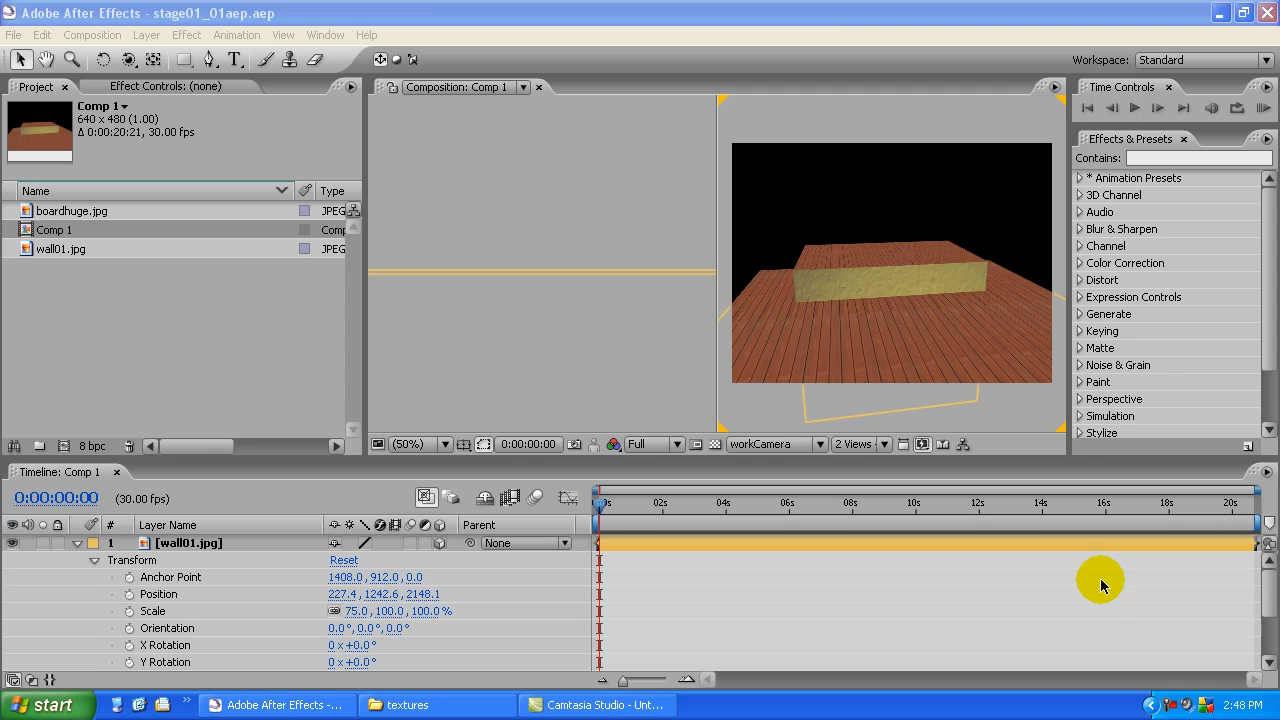 Adobe After Effects - stage01_01aep.aep
File Edit Composition Layer Effect Animation View Window Help
Workspace: Standard
Project
Effect Controls: (none)
Composition: Comp 1
Time Controls
Comp 1
640 x 480 (1.00)
Δ 0:00:20:21, 30.00 fps
Effects & Presets
Contains:
Name Type
boardhuge.jpg JPEG
Comp 1 Comp
wall01.jpg JPEG
* Animation Presets
3D Channel
Audio
Blur & Sharpen
Channel
Color Correction
Distort
Expression Controls
Generate
Keying
Matte
Noise & Grain
Paint
Perspective
Simulation
Stylize
8 bpc
(50%) 0:00:00:00 Full workCamera 2 Views
Timeline: Comp 1
0:00:00:00 (30.00 fps)
0s 02s 04s 06s 08s 10s 12s 14s 16s 18s 20s
# Layer Name Parent
1 [wall01.jpg] None
Transform Reset
Anchor Point 1408.0, 912.0, 0.0
Position 227.4, 1242.6, 2148.1
Scale 75.0, 100.0, 100.0 %
Orientation 0.0°, 0.0°, 0.0°
X Rotation 0 x+0.0°
Y Rotation 0 x+0.0°
start
Adobe After Effects - ...
textures
Camtasia Studio - Unt...
2:48 PM